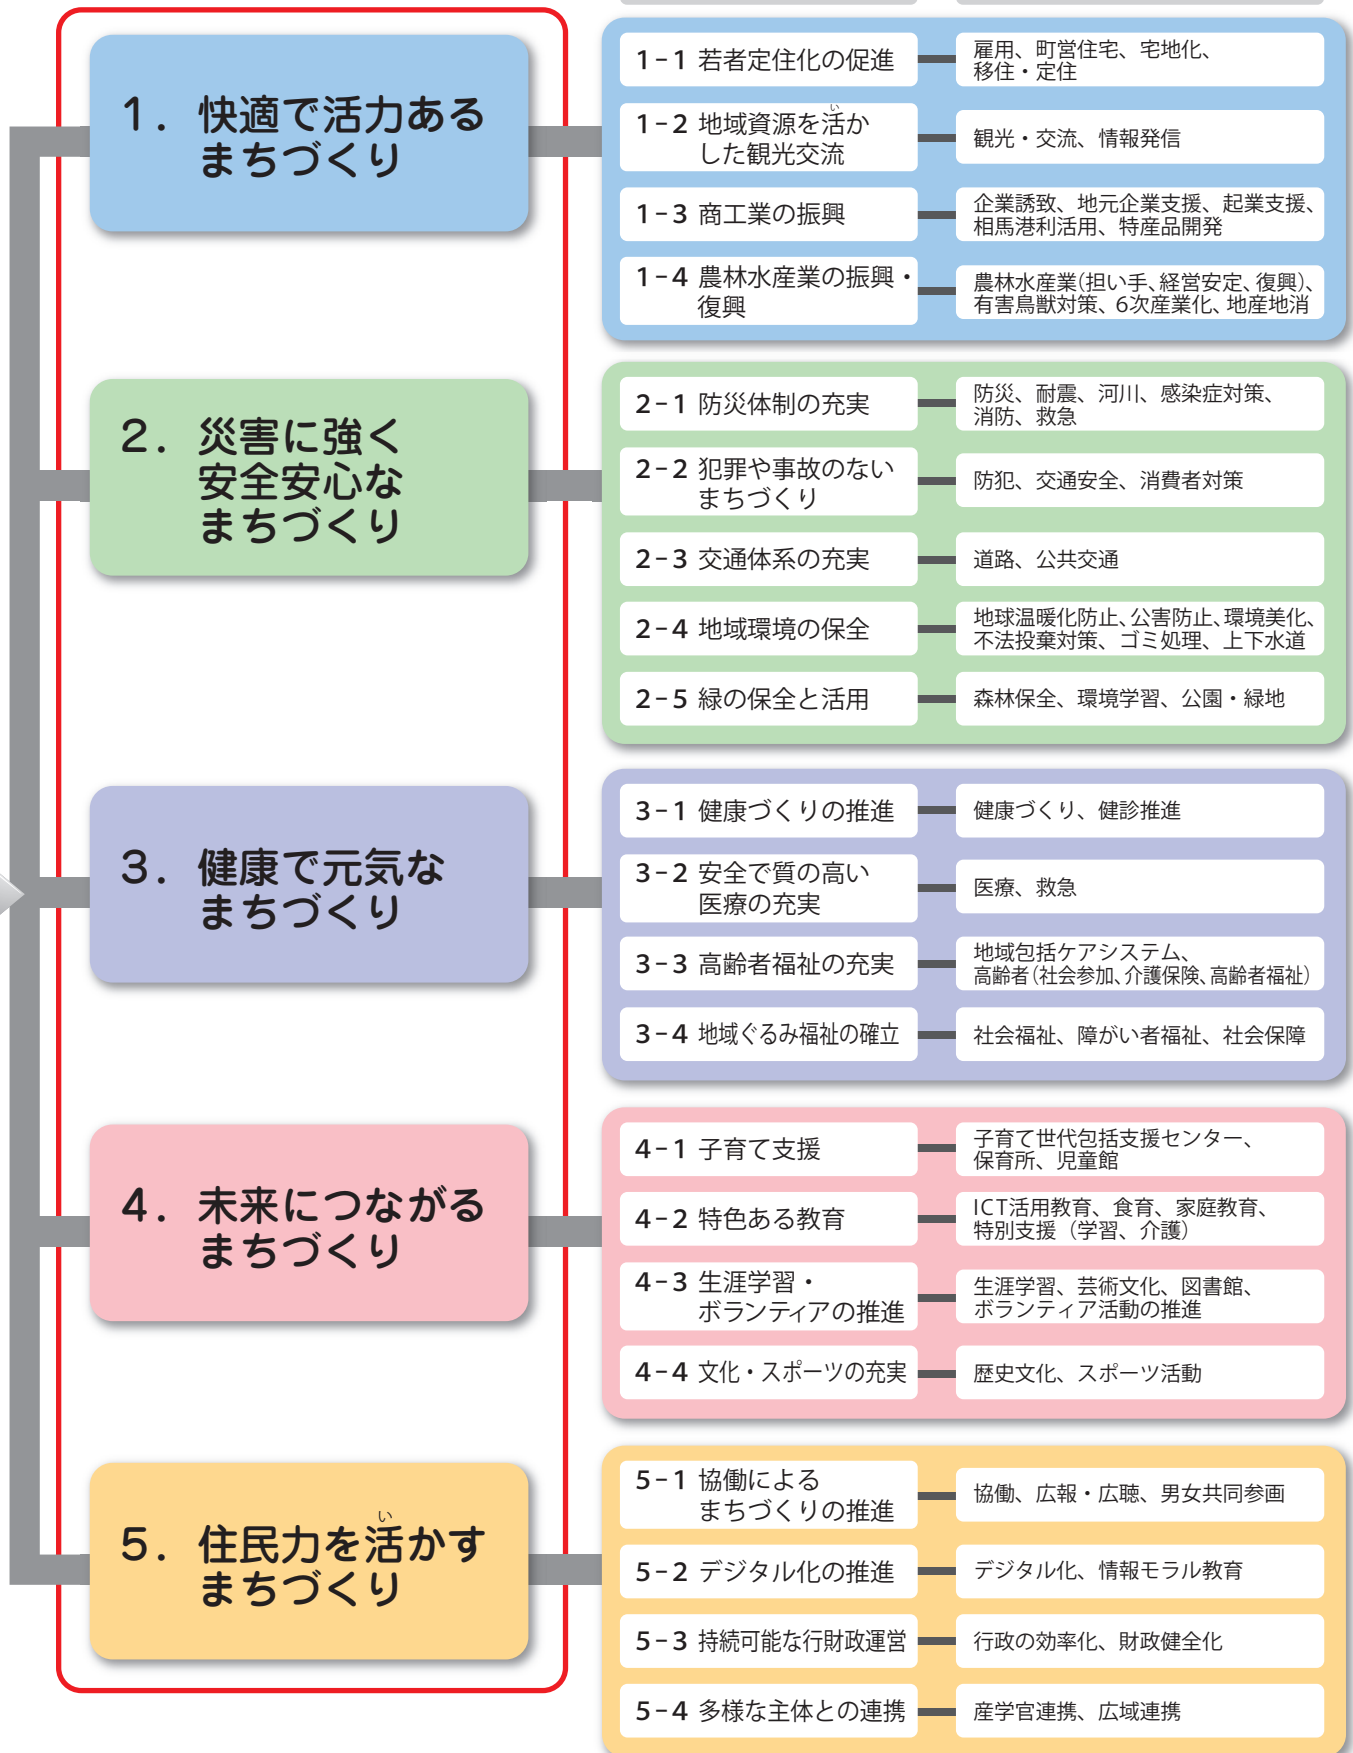 1. 快適で活力ある
まちづくり
1-1 若者定住化の促進
雇用、町営住宅、宅地化、
移住・定住
い
1-2 地域資源を活か
した観光交流
観光・交流、情報発信
1-3 商工業の振興
企業誘致、地元企業支援、起業支援、
相馬港利活用、特産品開発
1-4 農林水産業の振興・
復興
農林水産業(担い手、経営安定、復興)、
有害鳥獣対策、6次産業化、地産地消
2. 災害に強く
安全安心な
まちづくり
2-1 防災体制の充実
防災、耐震、河川、感染症対策、
消防、救急
2-2 犯罪や事故のない
まちづくり
防犯、交通安全、消費者対策
2-3 交通体系の充実
道路、公共交通
2-4 地域環境の保全
地球温暖化防止、公害防止、環境美化、
不法投棄対策、ゴミ処理、上下水道
2-5 緑の保全と活用
森林保全、環境学習、公園・緑地
3. 健康で元気な
まちづくり
3-1 健康づくりの推進
健康づくり、健診推進
3-2 安全で質の高い
医療の充実
医療、救急
3-3 高齢者福祉の充実
地域包括ケアシステム、
高齢者(社会参加、介護保険、高齢者福祉)
3-4 地域ぐるみ福祉の確立
社会福祉、障がい者福祉、社会保障
4. 未来につながる
まちづくり
4-1 子育て支援
子育て世代包括支援センター、
保育所、児童館
4-2 特色ある教育
ICT活用教育、食育、家庭教育、
特別支援（学習、介護）
4-3 生涯学習・
ボランティアの推進
生涯学習、芸術文化、図書館、
ボランティア活動の推進
4-4 文化・スポーツの充実
歴史文化、スポーツ活動
い
5. 住民力を活かす
まちづくり
5-1 協働による
まちづくりの推進
協働、広報・広聴、男女共同参画
5-2 デジタル化の推進
デジタル化、情報モラル教育
5-3 持続可能な行財政運営
行政の効率化、財政健全化
5-4 多様な主体との連携
産学官連携、広域連携